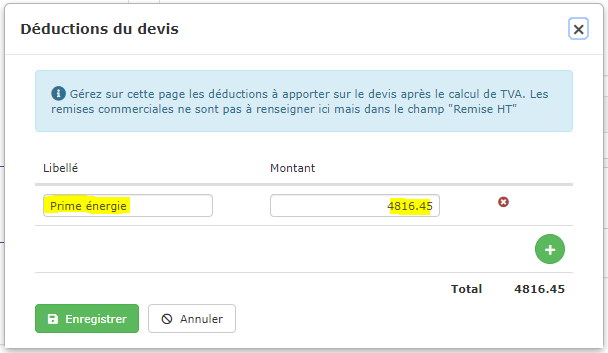 Déductions du devis
Gérez sur cette page les déductions à apporter sur le devis après le calcul de TVA. Les
remises commerciales ne sont pas à renseigner ici mais dans le champ "Remise HT"
Libellé Montant
Prime énergie 4816.45
Total 4816.45
Enregistrer Annuler